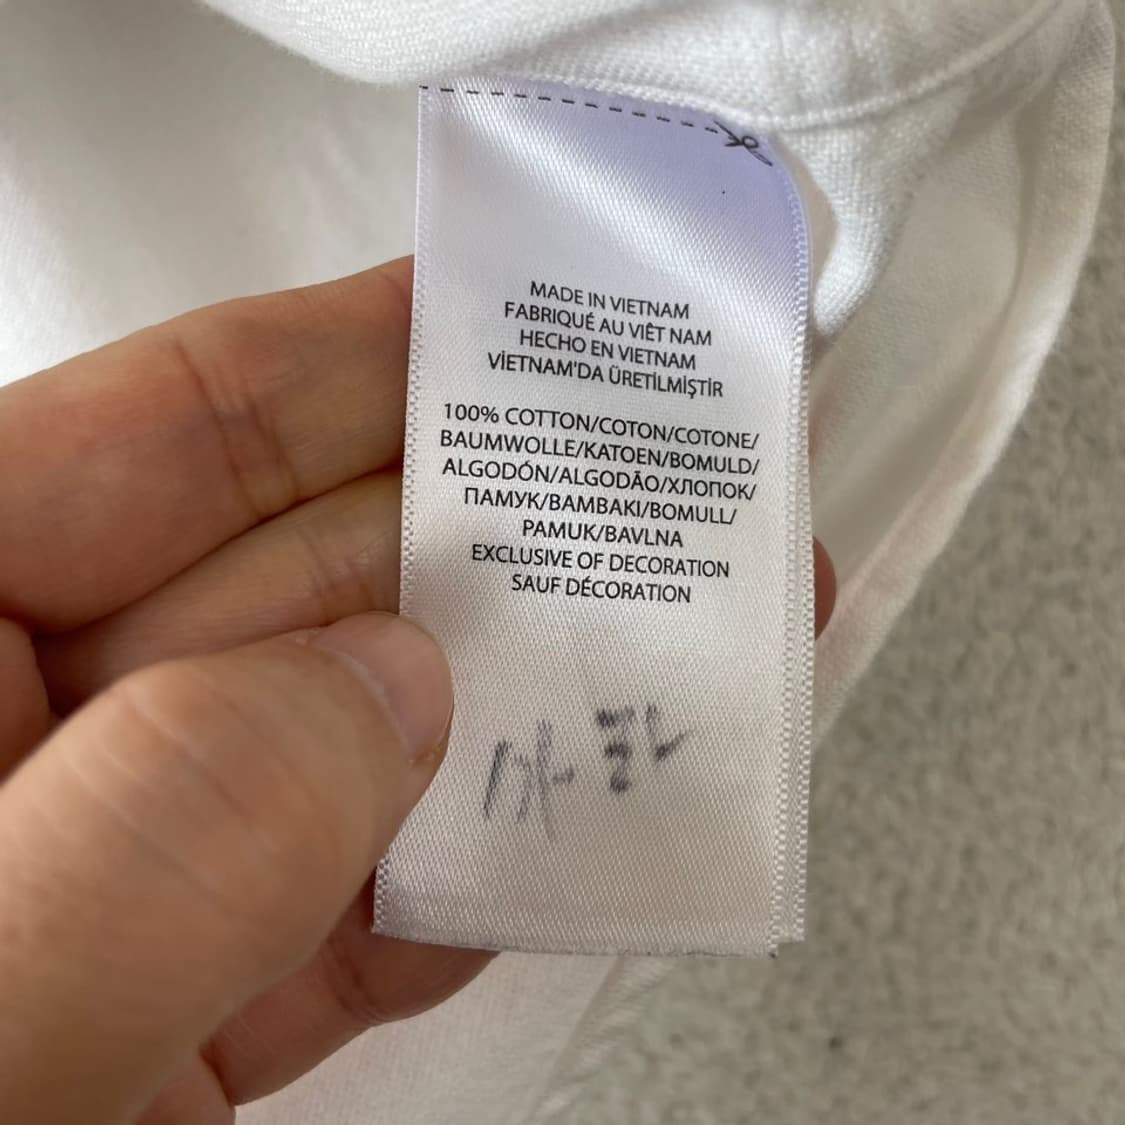 MADE IN VIETNAM
FABRIQUÉ AU VIÊT NAM
HECHO EN VIETNAM
VİETNAM'DA ÜRETİLMİŞTİR
100% COTTON/COTON/COTONE/
BAUMWOLLE/KATOEN/BOMULD/
ALGODÓN/ALGODÃO/ХЛОПОК/
ПАМУК/BAMBAKI/BOMULL/
PAMUK/BAVLNA
EXCLUSIVE OF DECORATION
SAUF DÉCORATION